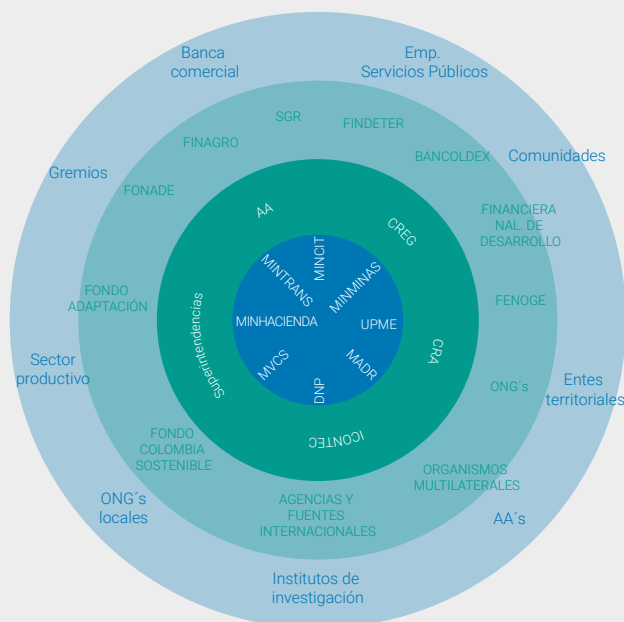 Banca
comercial
Emp.
Servicios Públicos
Gremios
Comunidades
Sector
productivo
Entes
territoriales
ONG´s
locales
AA´s
Institutos de
investigación
SGR
FINDETER
FINAGRO
BANCOLDEX
FONADE
FINANCIERA
NAL. DE
DESARROLLO
FONDO
ADAPTACIÓN
FENOGE
ONG´s
FONDO
COLOMBIA
SOSTENIBLE
ORGANISMOS
MULTILATERALES
AGENCIAS Y
FUENTES
INTERNACIONALES
AA
CREG
Superintendencias
CRA
ICONTEC
MINCIT
MINTRANS
MINMINAS
MINHACIENDA
UPME
MVCS
MADR
DNP